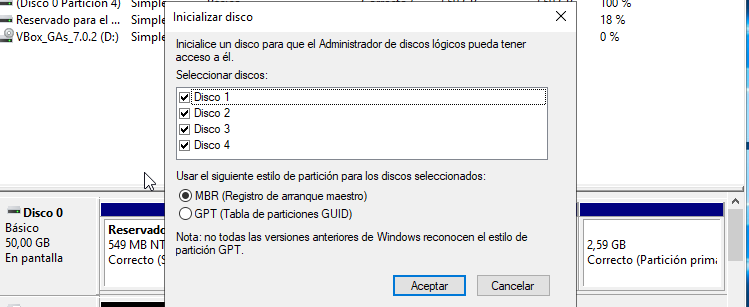 (Disco 0 Partición 4) Simple
100 %
Reservado para el ... Simple
18 %
VBox_GAs_7.0.2 (D:) Simple
0 %
Inicializar disco
Inicialice un disco para que el Administrador de discos lógicos pueda tener
acceso a él.
Seleccionar discos:
Disco 1
Disco 2
Disco 3
Disco 4
Usar el siguiente estilo de partición para los discos seleccionados:
MBR (Registro de arranque maestro)
GPT (Tabla de particiones GUID)
Nota: no todas las versiones anteriores de Windows reconocen el estilo de
partición GPT.
Aceptar
Cancelar
Disco 0
Básico
50,00 GB
En pantalla
Reservado
549 MB NT
Correcto (S
2,59 GB
Correcto (Partición prima